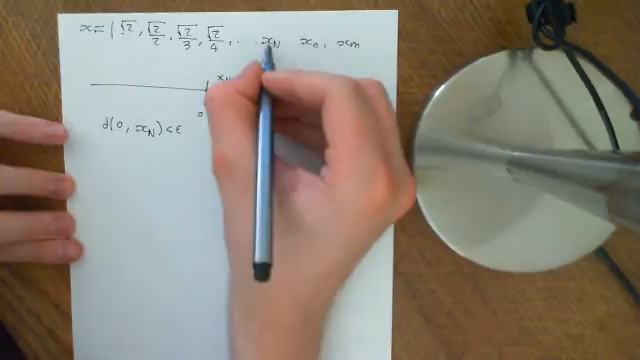 x = { √2, √2/2, √2/3, √2/4, . . . x_N x_n, x_m
x_N
0
d(0, x_N) < ε